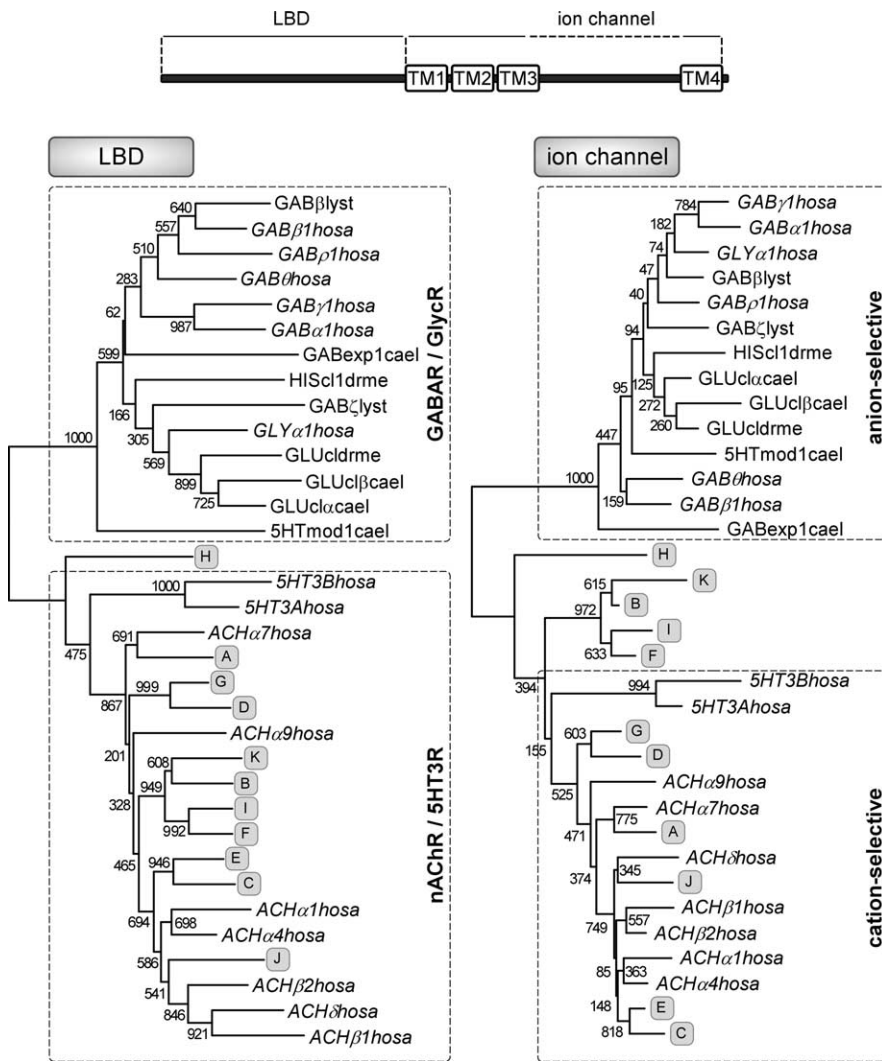 LBD
ion channel
TM1
TM2
TM3
TM4
LBD
640
GABβlyst
557
GABβ1hosa
510
GABρ1hosa
283
GABθhosa
62
GABγ1hosa
987
GABα1hosa
599
GABexp1cael
HIScl1drme
166
GABζlyst
305
GLYα1hosa
569
GLUcldrme
899
GLUclβcael
725
GLUclαcael
1000
5HTmod1cael
GABAR / GlycR
H
1000
5HT3Bhosa
5HT3Ahosa
475
691
ACHα7hosa
A
867
999
G
D
201
ACHα9hosa
328
608
K
949
B
I
992
F
465
946
E
C
694
ACHα1hosa
698
ACHα4hosa
586
J
541
ACHβ2hosa
846
ACHδhosa
921
ACHβ1hosa
nAChR / 5HT3R
ion channel
784
GABγ1hosa
182
GABα1hosa
74
GLYα1hosa
47
GABβlyst
40
GABρ1hosa
94
GABζlyst
HIScl1drme
125
GLUclαcael
272
GLUclβcael
260
GLUcldrme
95
5HTmod1cael
447
GABθhosa
159
GABβ1hosa
1000
GABexp1cael
anion-selective
H
615
K
972
B
I
633
F
394
994
5HT3Bhosa
5HT3Ahosa
155
603
G
D
525
ACHα9hosa
471
ACHα7hosa
775
A
374
ACHδhosa
345
J
749
ACHβ1hosa
557
ACHβ2hosa
85
ACHα1hosa
363
ACHα4hosa
148
E
818
C
cation-selective